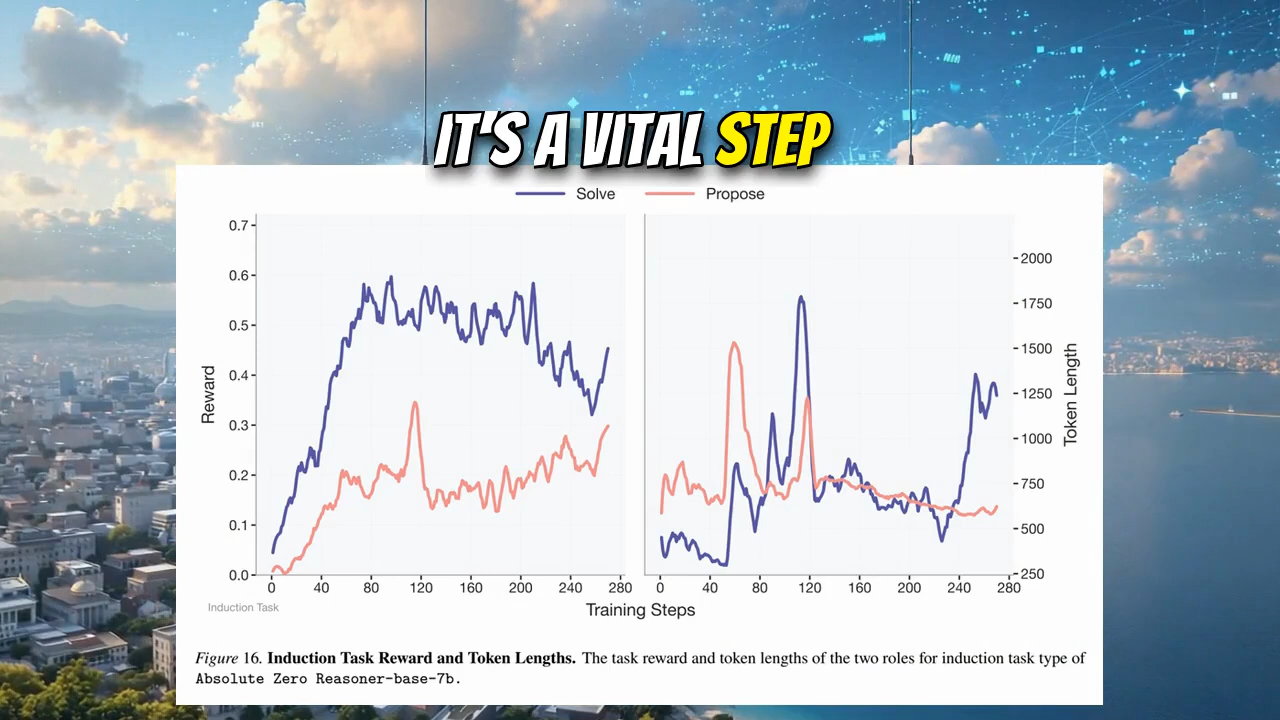 IT'S A VITAL STEP
Solve Propose
0.7
0.6
0.5
0.4
0.3
0.2
0.1
0.0
Reward
2000
1750
1500
1250
1000
750
500
250
Token Length
0 40 80 120 160 200 240 280 0 40 80 120 160 200 240 280
Induction Task
Training Steps
Figure 16. Induction Task Reward and Token Lengths. The task reward and token lengths of the two roles for induction task type of
Absolute Zero Reasoner-base-7b.